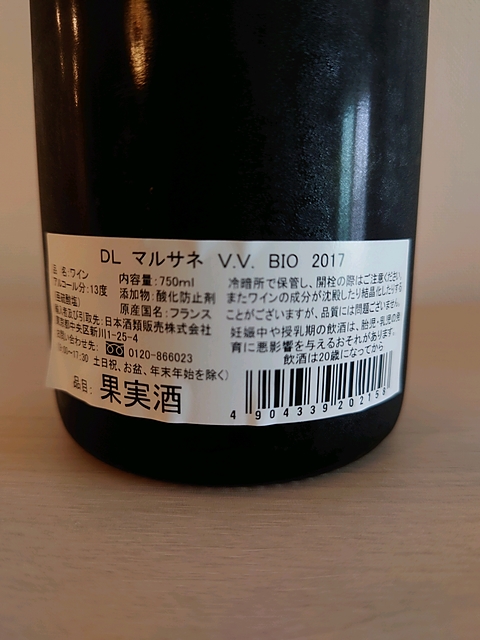 DL マルサネ V.V. BIO 2017
品 名:ワイン
アルコール分:13度
(亜硫酸塩)
内容量:750ml
添加物:酸化防止剤
原産国名:フランス
輸入者及び引取先:日本酒類販売株式会社
東京都中央区新川1-25-4
お問い合わせ先: 0120-866023
00~17:30 土日祝、お盆、年末年始を除く)
品目: 果実酒
冷暗所で保管し、開栓の際はご注意ください。
またワインの成分が沈殿したり結晶化したりする
ことがございますが、品質には問題ございません。
妊娠中や授乳期の飲酒は、胎児・乳児の発
育に悪影響を与えるおそれがあります。
飲酒は20歳になってから
4 904339 202158